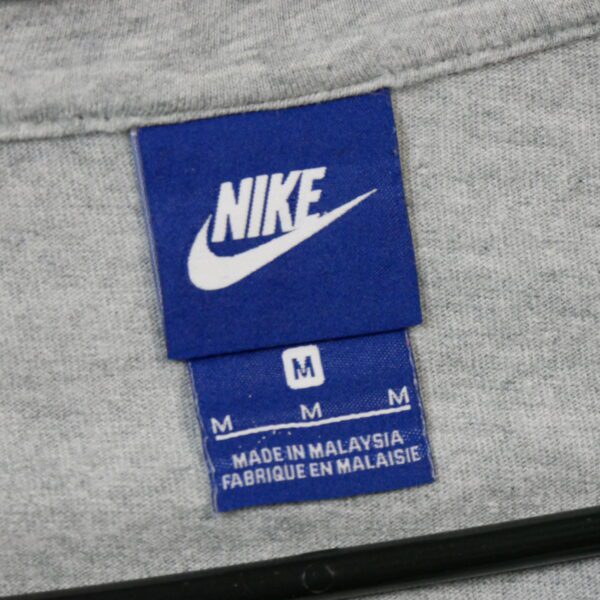 NIKE
M
M M M
MADE IN MALAYSIA
FABRIQUE EN MALAISIE